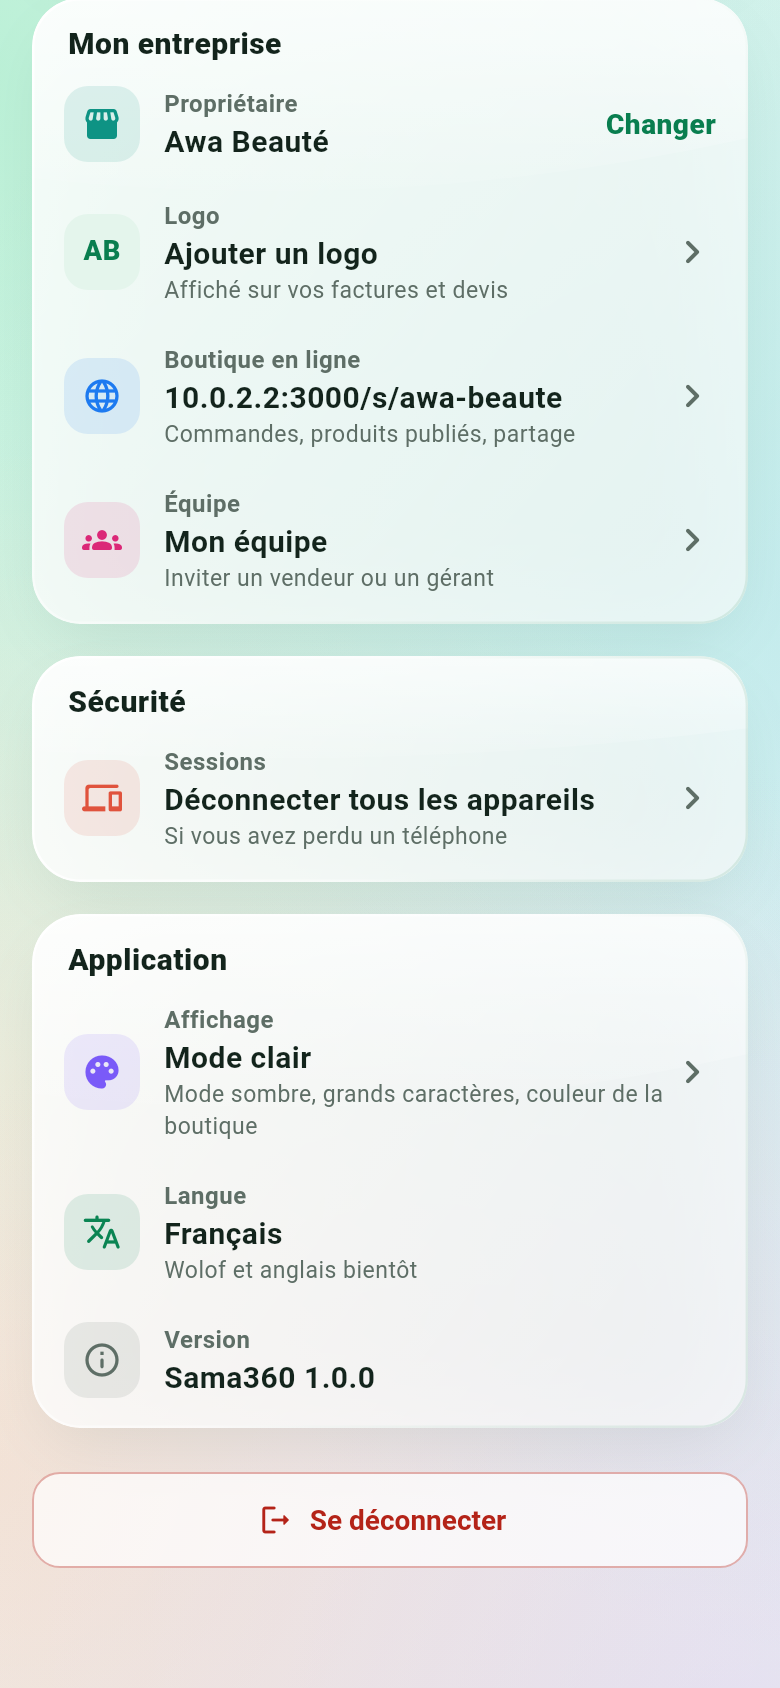 Mon entreprise
Propriétaire
Awa Beauté
Changer
AB
Logo
Ajouter un logo
Affiché sur vos factures et devis
Boutique en ligne
10.0.2.2:3000/s/awa-beaute
Commandes, produits publiés, partage
Équipe
Mon équipe
Inviter un vendeur ou un gérant
Sécurité
Sessions
Déconnecter tous les appareils
Si vous avez perdu un téléphone
Application
Affichage
Mode clair
Mode sombre, grands caractères, couleur de la
boutique
Langue
Français
Wolof et anglais bientôt
Version
Sama360 1.0.0
Se déconnecter